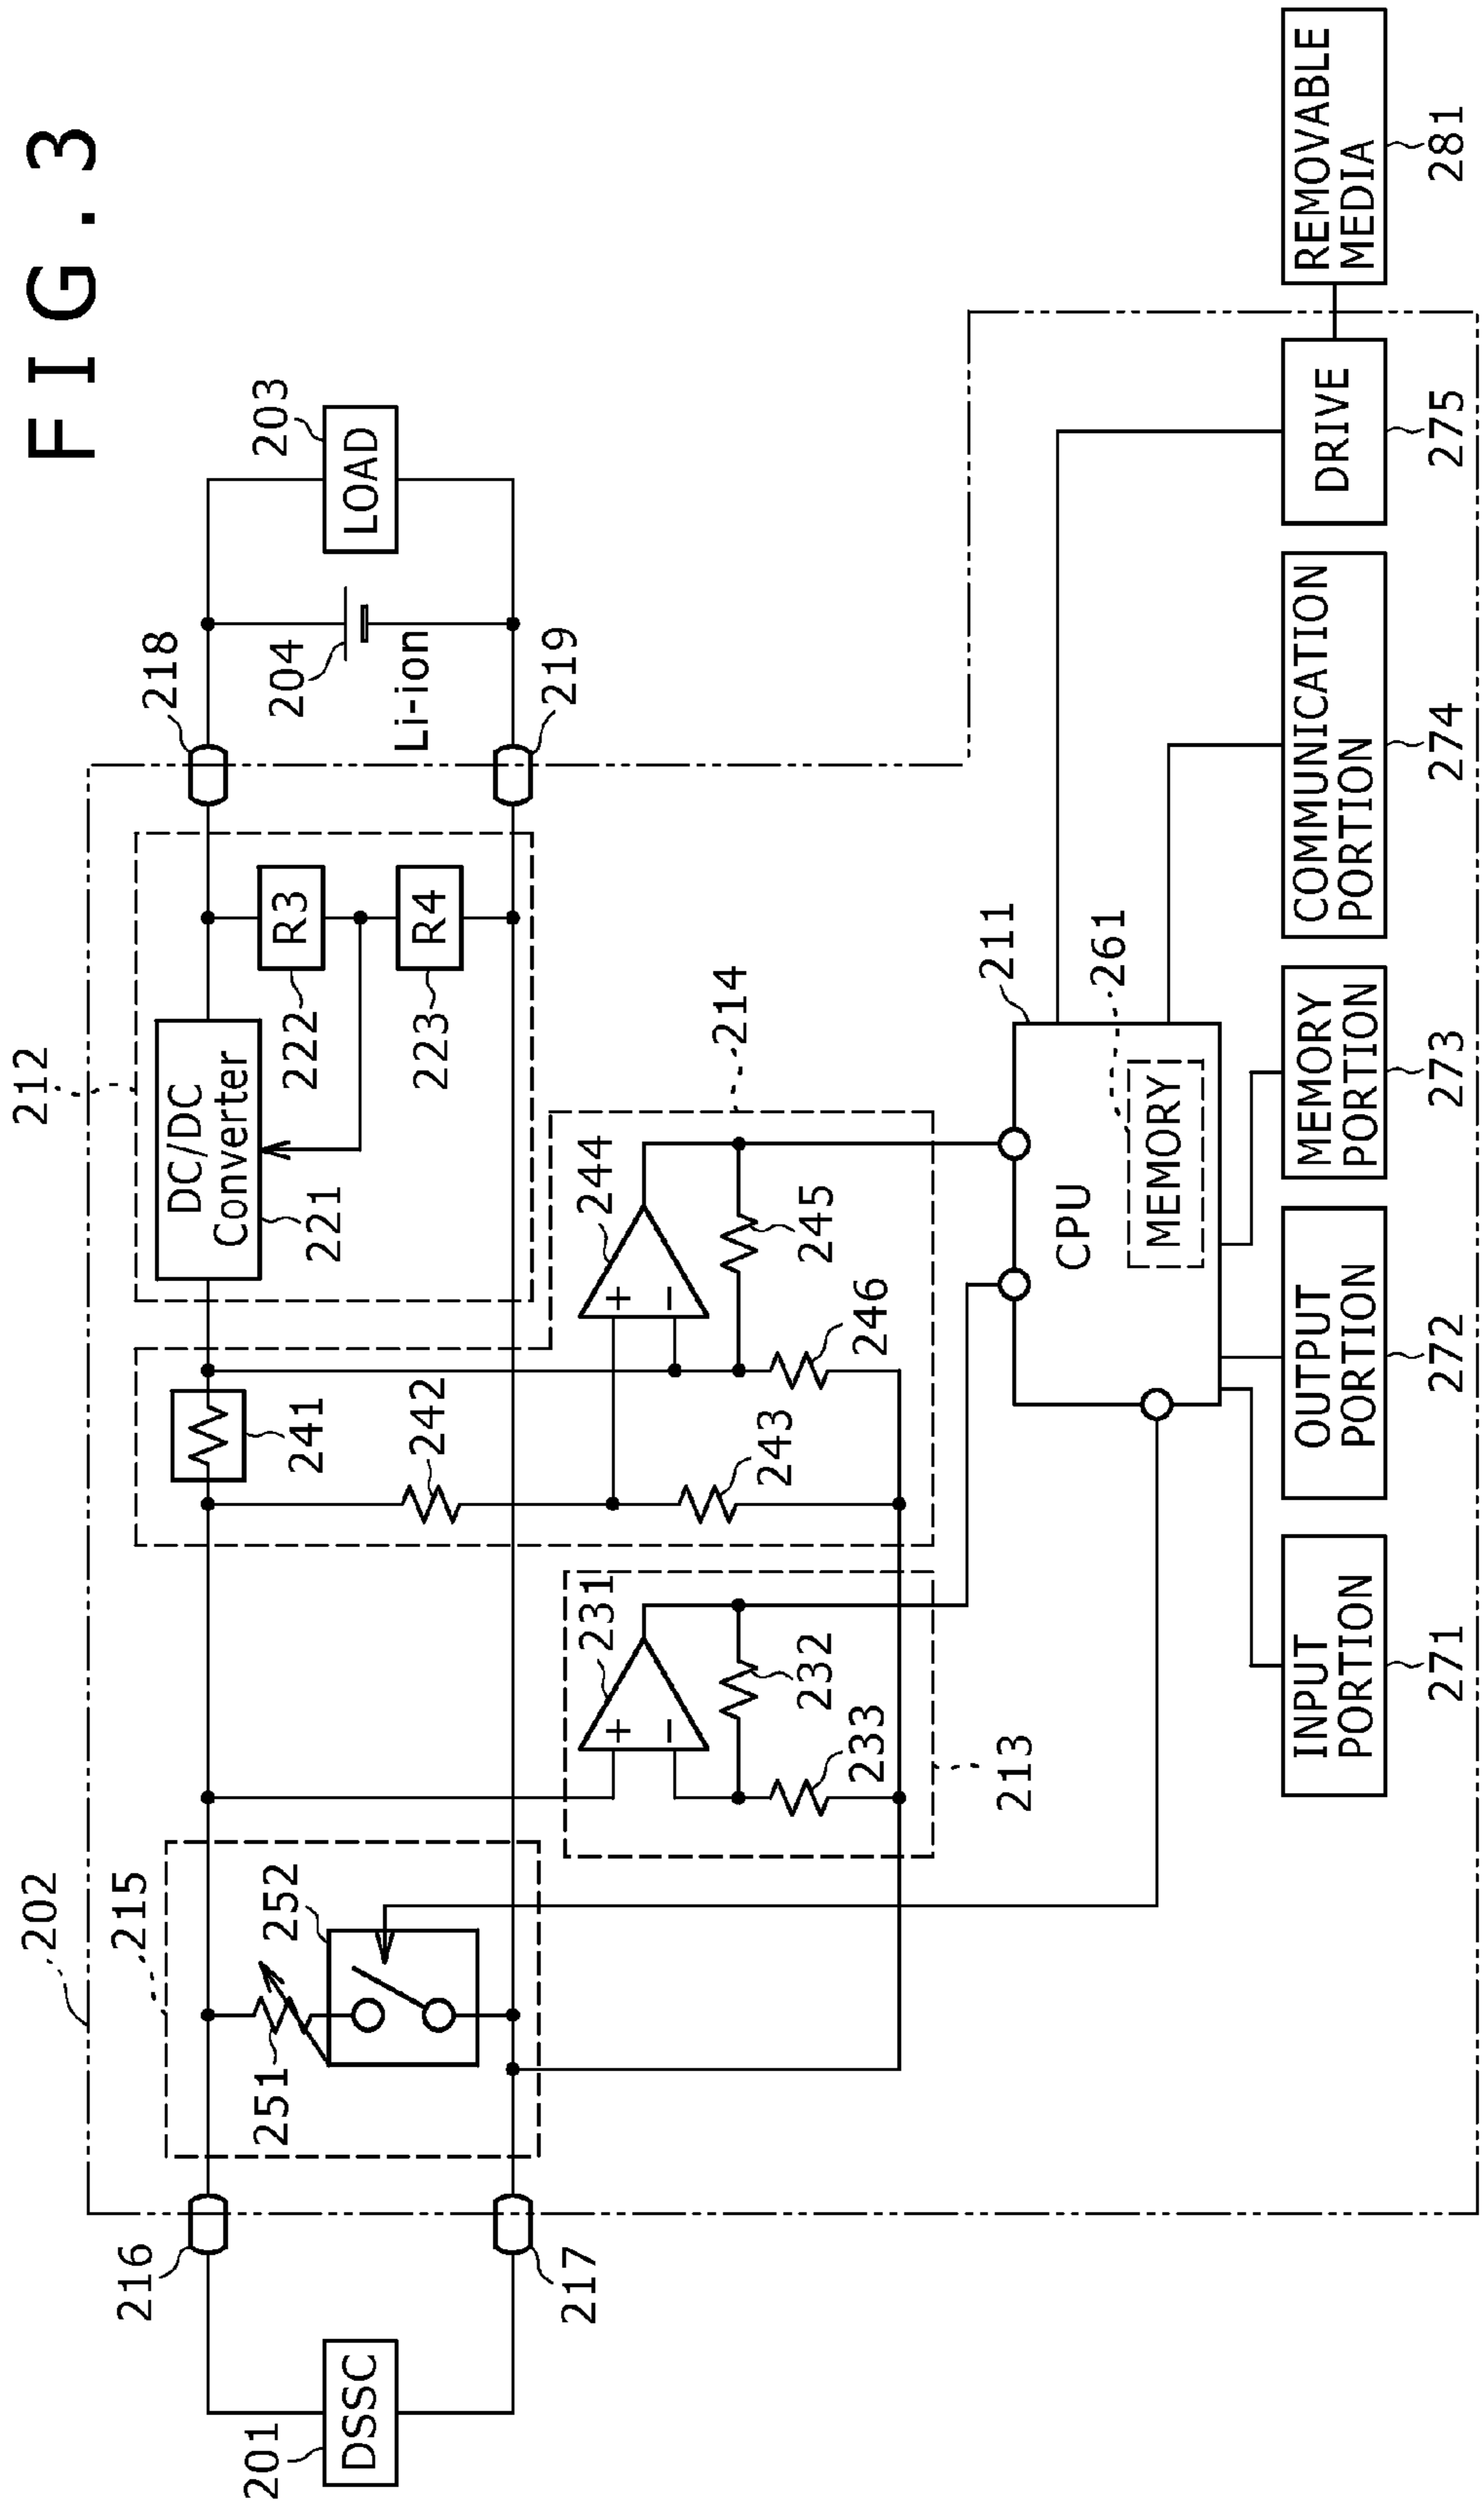 FIG.3
202
212
215
218
216
201
DSSC
217
251
252
241
242
221
DC/DC
Converter
222
R3
223
R4
204
Li-ion
219
203
LOAD
214
231
+
−
232
233
213
244
+
−
245
246
243
211
CPU
261
MEMORY
INPUT
PORTION
271
OUTPUT
PORTION
272
MEMORY
PORTION
273
COMMUNICATION
PORTION
274
DRIVE
275
REMOVABLE
MEDIA
281